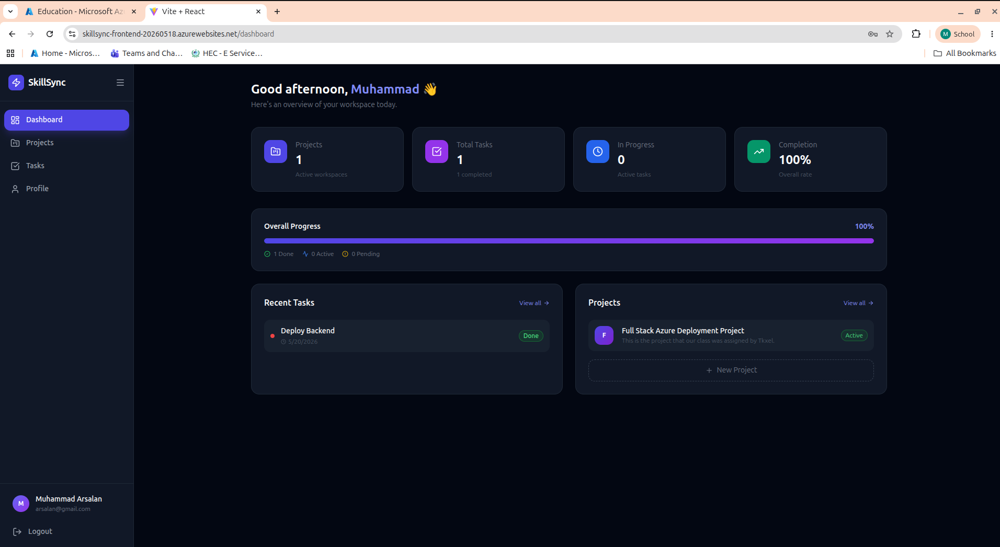 Education - Microsoft Az
Vite + React
skillsync-frontend-20260518.azurewebsites.net/dashboard
M School
Home - Micros...
Teams and Cha...
HEC - E Service...
All Bookmarks
SkillSync
Dashboard
Projects
Tasks
Profile
Muhammad Arsalan
M
arsalan@gmail.com
Logout
Good afternoon, Muhammad 👋
Here's an overview of your workspace today.
Projects
1
Active workspaces
Total Tasks
1
1 completed
In Progress
0
Active tasks
Completion
100%
Overall rate
Overall Progress 100%
1 Done 0 Active 0 Pending
Recent Tasks View all →
Deploy Backend
5/20/2026
Done
Projects View all →
F
Full Stack Azure Deployment Project
This is the project that our class was assigned by Tkxel.
Active
+ New Project